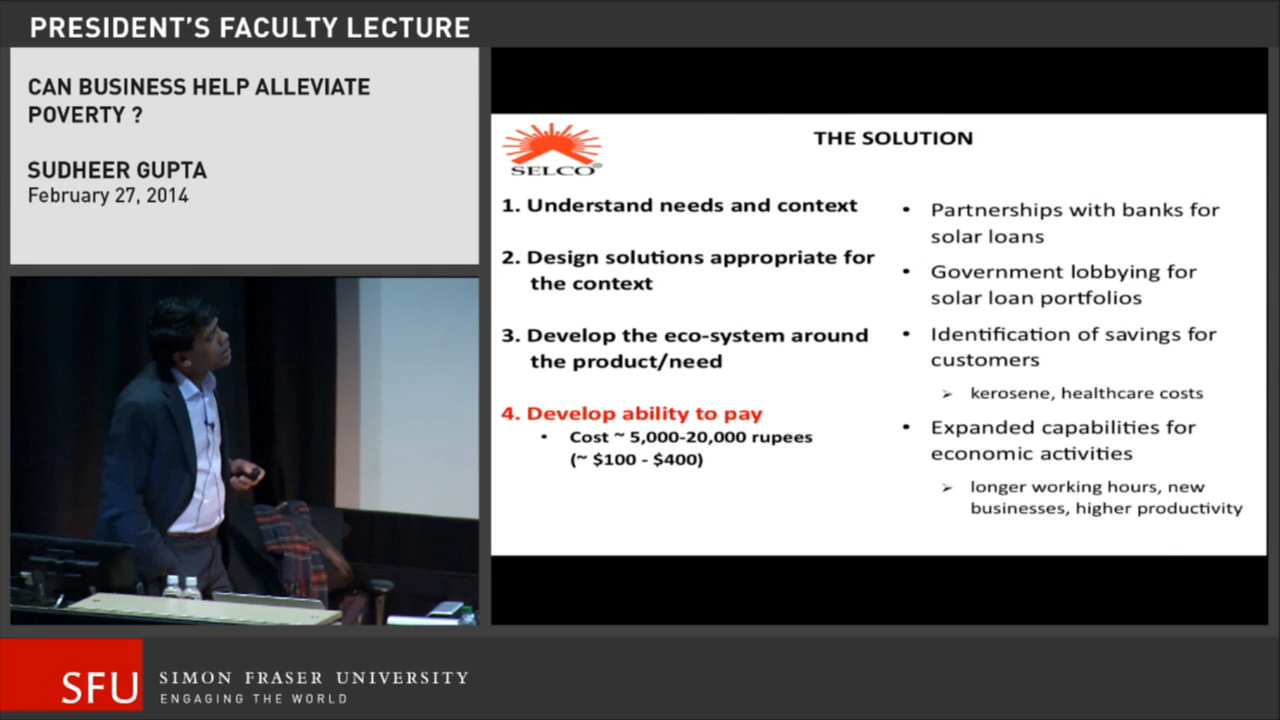 PRESIDENT'S FACULTY LECTURE
CAN BUSINESS HELP ALLEVIATE
POVERTY ?
SUDHEER GUPTA
February 27, 2014
SELCO®
THE SOLUTION
1. Understand needs and context
2. Design solutions appropriate for
the context
3. Develop the eco-system around
the product/need
4. Develop ability to pay
• Cost ~ 5,000-20,000 rupees
(~ $100 - $400)
• Partnerships with banks for
solar loans
• Government lobbying for
solar loan portfolios
• Identification of savings for
customers
➢ kerosene, healthcare costs
• Expanded capabilities for
economic activities
➢ longer working hours, new
businesses, higher productivity
SFU
SIMON FRASER UNIVERSITY
ENGAGING THE WORLD